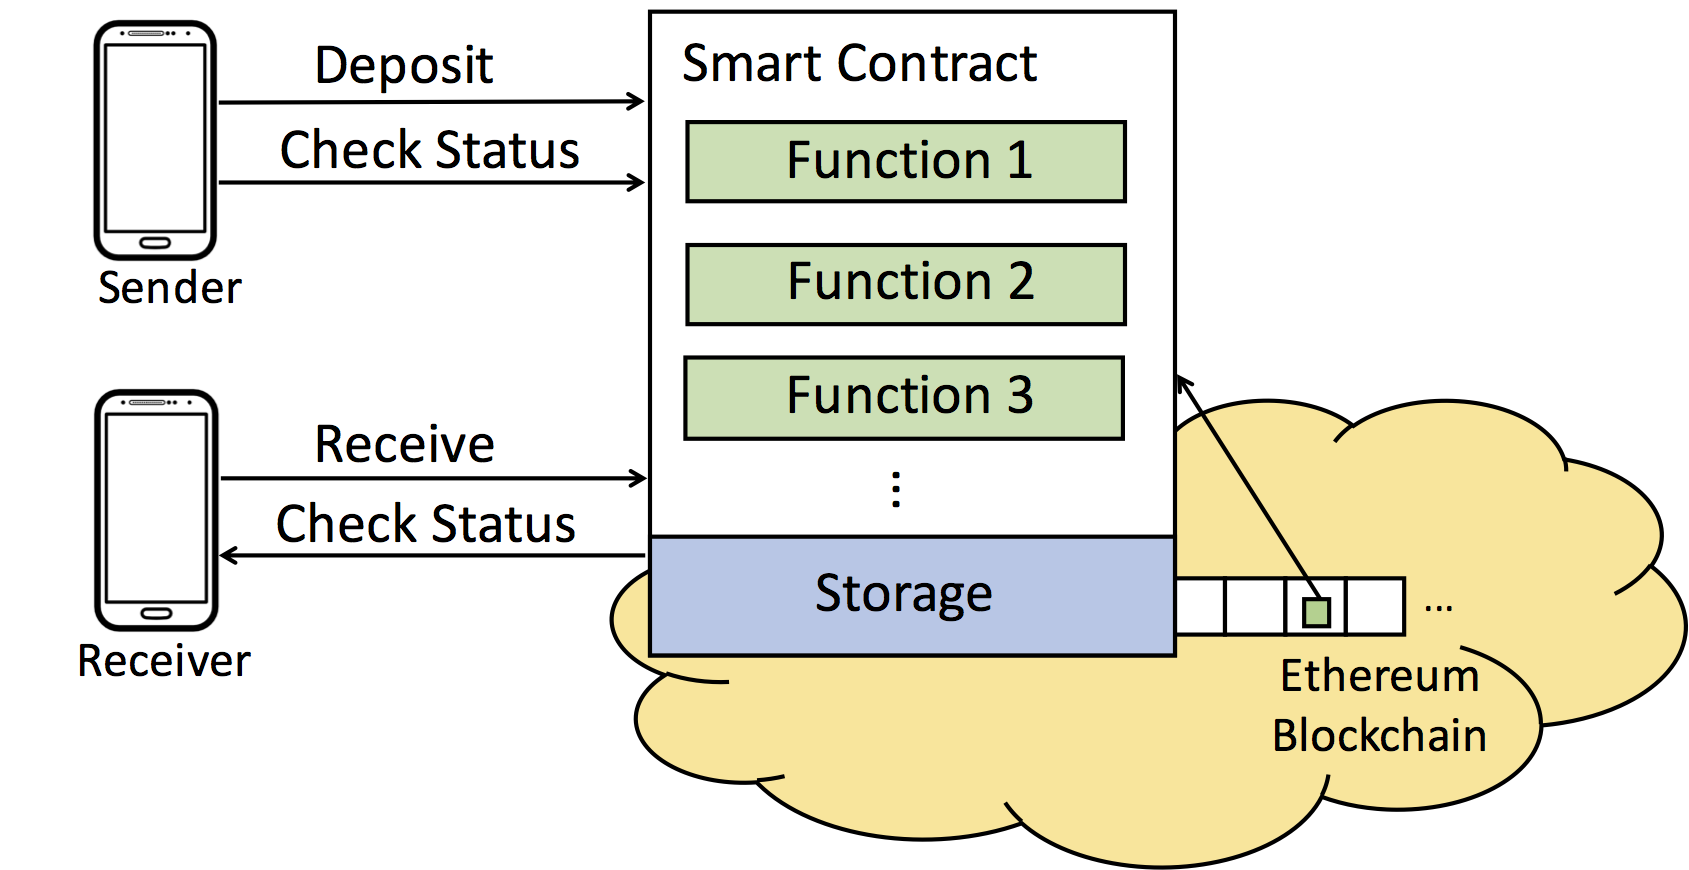 Deposit
Check Status
Sender
Receive
Check Status
Receiver
Smart Contract
Function 1
Function 2
Function 3
...
Storage
...
Ethereum
Blockchain